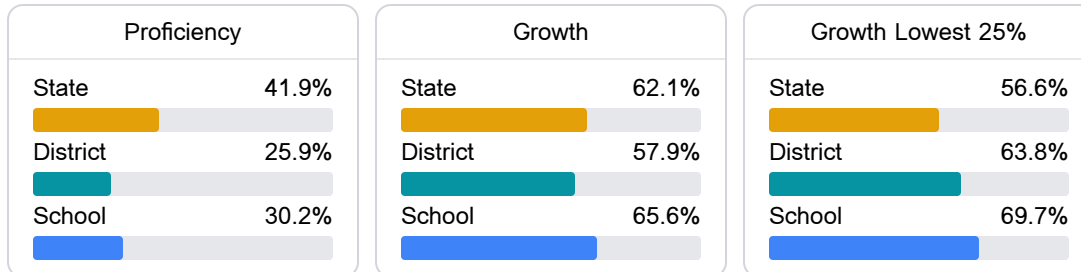 Proficiency
State 41.9%
District 25.9%
School 30.2%
Growth
State 62.1%
District 57.9%
School 65.6%
Growth Lowest 25%
State 56.6%
District 63.8%
School 69.7%